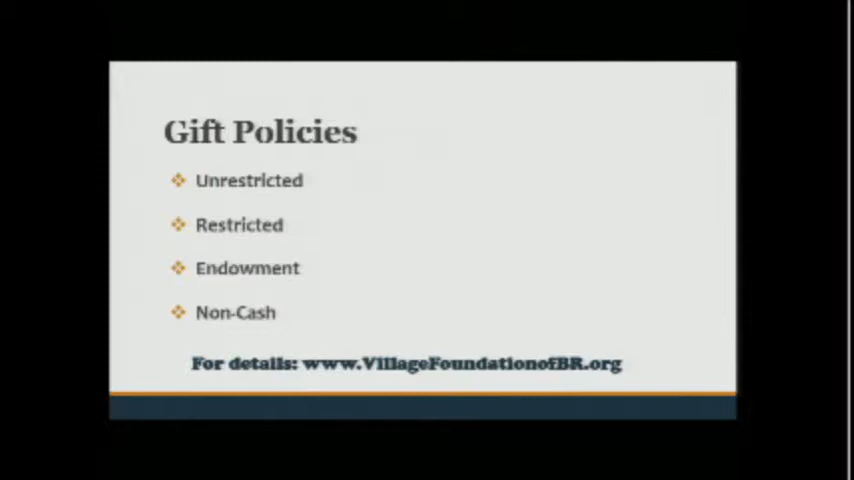 Gift Policies
Unrestricted
Restricted
Endowment
Non-Cash
For details: www.VillageFoundationofBR.org